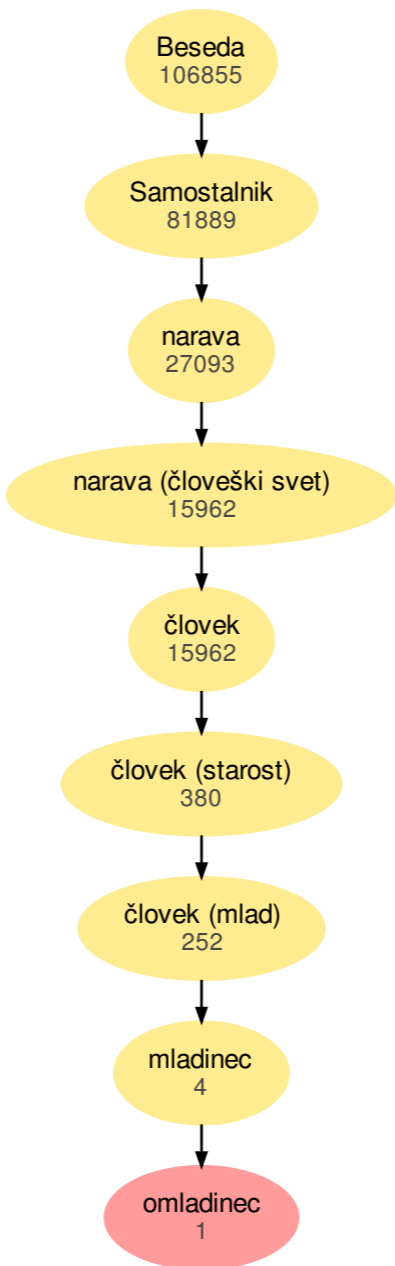 Beseda
106855
Samostalnik
81889
narava
27093
narava (človeški svet)
15962
človek
15962
človek (starost)
380
človek (mlad)
252
mladinec
4
omladinec
1